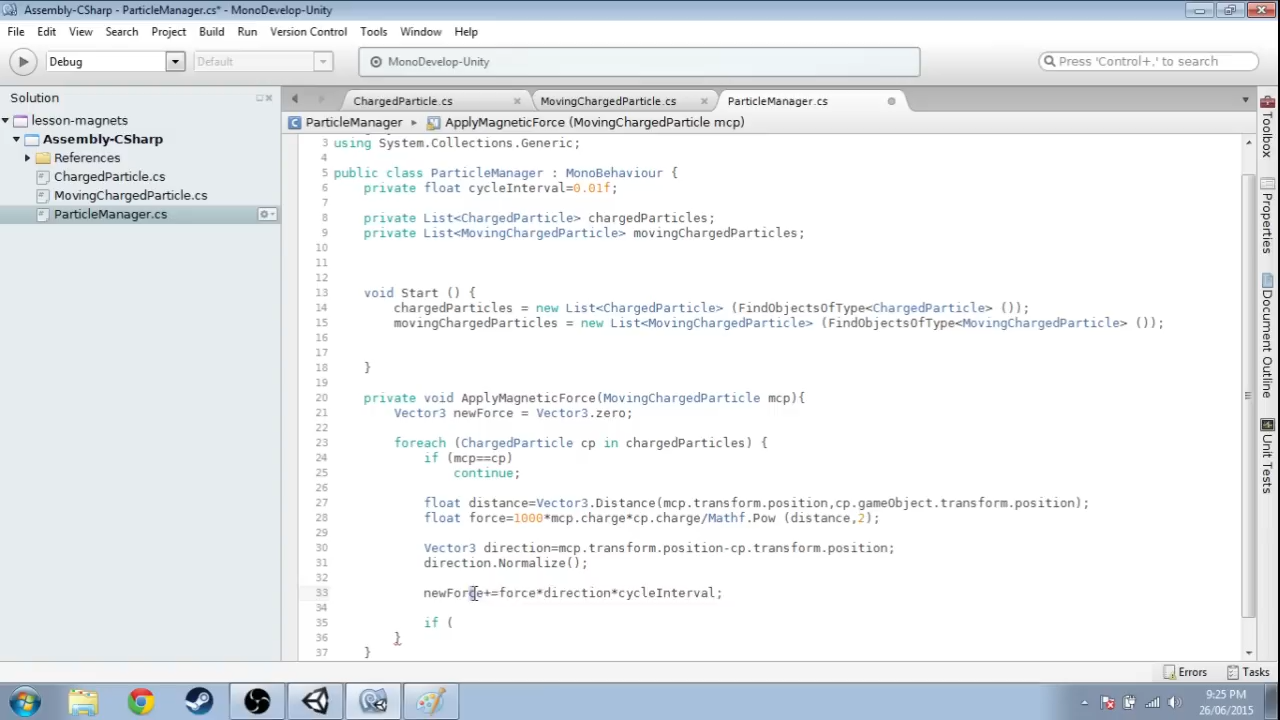 Assembly-CSharp - ParticleManager.cs* - MonoDevelop-Unity
File Edit View Search Project Build Run Version Control Tools Window Help
Debug Default MonoDevelop-Unity Press 'Control+,' to search
Solution
lesson-magnets
Assembly-CSharp
References
ChargedParticle.cs
MovingChargedParticle.cs
ParticleManager.cs
ChargedParticle.cs MovingChargedParticle.cs ParticleManager.cs
ParticleManager ApplyMagneticForce (MovingChargedParticle mcp)
3 using System.Collections.Generic;
4
5 public class ParticleManager : MonoBehaviour {
6 private float cycleInterval=0.01f;
7
8 private List<ChargedParticle> chargedParticles;
9 private List<MovingChargedParticle> movingChargedParticles;
10
11
12
13 void Start () {
14 chargedParticles = new List<ChargedParticle> (FindObjectsOfType<ChargedParticle> ());
15 movingChargedParticles = new List<MovingChargedParticle> (FindObjectsOfType<MovingChargedParticle> ());
16
17
18 }
19
20 private void ApplyMagneticForce(MovingChargedParticle mcp){
21 Vector3 newForce = Vector3.zero;
22
23 foreach (ChargedParticle cp in chargedParticles) {
24 if (mcp==cp)
25 continue;
26
27 float distance=Vector3.Distance(mcp.transform.position,cp.gameObject.transform.position);
28 float force=1000*mcp.charge*cp.charge/Mathf.Pow (distance,2);
29
30 Vector3 direction=mcp.transform.position-cp.transform.position;
31 direction.Normalize();
32
33 newForce+=force*direction*cycleInterval;
34
35 if (
36 }
37 }
Toolbox
Properties
Document Outline
Unit Tests
Errors Tasks
9:25 PM
26/06/2015